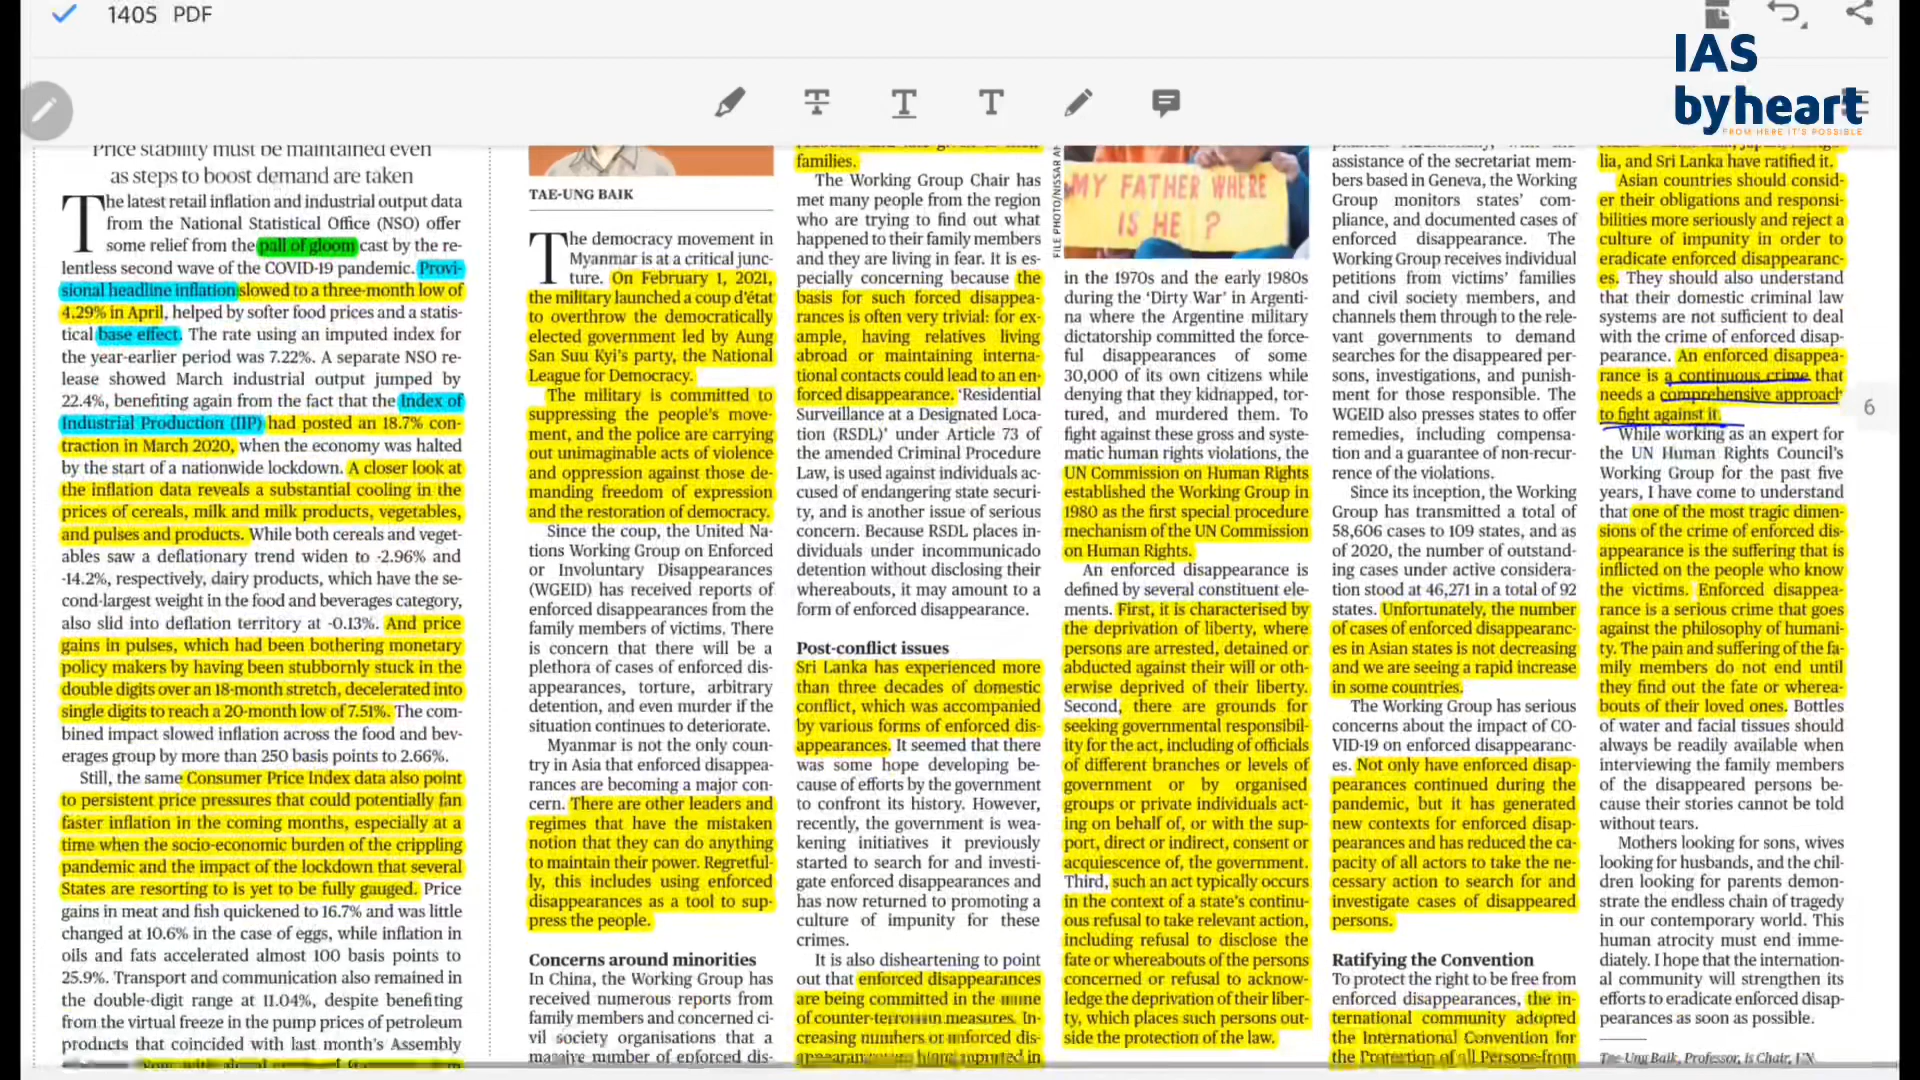 1405 PDF
IAS
byheart
FROM HERE IT'S POSSIBLE
6
Price stability must be maintained even
as steps to boost demand are taken
The latest retail inflation and industrial output data
from the National Statistical Office (NSO) offer
some relief from the pall of gloom cast by the re-
lentless second wave of the COVID-19 pandemic. Provi-
sional headline inflation slowed to a three-month low of
4.29% in April, helped by softer food prices and a statis-
tical base effect. The rate using an imputed index for
the year-earlier period was 7.22%. A separate NSO re-
lease showed March industrial output jumped by
22.4%, benefiting again from the fact that the Index of
Industrial Production (IIP) had posted an 18.7% con-
traction in March 2020, when the economy was halted
by the start of a nationwide lockdown. A closer look at
the inflation data reveals a substantial cooling in the
prices of cereals, milk and milk products, vegetables,
and pulses and products. While both cereals and veget-
ables saw a deflationary trend widen to -2.96% and
-14.2%, respectively, dairy products, which have the se-
cond-largest weight in the food and beverages category,
also slid into deflation territory at -0.13%. And price
gains in pulses, which had been bothering monetary
policy makers by having been stubbornly stuck in the
double digits over an 18-month stretch, decelerated into
single digits to reach a 20-month low of 7.51%. The com-
bined impact slowed inflation across the food and bev-
erages group by more than 250 basis points to 2.66%.
Still, the same Consumer Price Index data also point
to persistent price pressures that could potentially fan
faster inflation in the coming months, especially at a
time when the socio-economic burden of the crippling
pandemic and the impact of the lockdown that several
States are resorting to is yet to be fully gauged. Price
gains in meat and fish quickened to 16.7% and was little
changed at 10.6% in the case of eggs, while inflation in
oils and fats accelerated almost 100 basis points to
25.9%. Transport and communication also remained in
the double-digit range at 11.04%, despite benefiting
from the virtual freeze in the pump prices of petroleum
products that coincided with last month's Assembly
TAE-UNG BAIK
The democracy movement in
Myanmar is at a critical junc-
ture. On February 1, 2021,
the military launched a coup d'état
to overthrow the democratically
elected government led by Aung
San Suu Kyi's party, the National
League for Democracy.
The military is committed to
suppressing the people's move-
ment, and the police are carrying
out unimaginable acts of violence
and oppression against those de-
manding freedom of expression
and the restoration of democracy.
Since the coup, the United Na-
tions Working Group on Enforced
or Involuntary Disappearances
(WGEID) has received reports of
enforced disappearances from the
family members of victims. There
is concern that there will be a
plethora of cases of enforced dis-
appearances, torture, arbitrary
detention, and even murder if the
situation continues to deteriorate.
Myanmar is not the only coun-
try in Asia that enforced disappea-
rances are becoming a major con-
cern. There are other leaders and
regimes that have the mistaken
notion that they can do anything
to maintain their power. Regretful-
ly, this includes using enforced
disappearances as a tool to sup-
press the people.
Concerns around minorities
In China, the Working Group has
received numerous reports from
family members and concerned ci-
vil society organisations that a
massive number of enforced dis-
families.
The Working Group Chair has
met many people from the region
who are trying to find out what
happened to their family members
and they are living in fear. It is es-
pecially concerning because the
basis for such forced disappea-
rances is often very trivial: for ex-
ample, having relatives living
abroad or maintaining interna-
tional contacts could lead to an en-
forced disappearance. 'Residential
Surveillance at a Designated Loca-
tion (RSDL)' under Article 73 of
the amended Criminal Procedure
Law, is used against individuals ac-
cused of endangering state securi-
ty, and is another issue of serious
concern. Because RSDL places in-
dividuals under incommunicado
detention without disclosing their
whereabouts, it may amount to a
form of enforced disappearance.
Post-conflict issues
Sri Lanka has experienced more
than three decades of domestic
conflict, which was accompanied
by various forms of enforced dis-
appearances. It seemed that there
was some hope developing be-
cause of efforts by the government
to confront its history. However,
recently, the government is wea-
kening initiatives it previously
started to search for and investi-
gate enforced disappearances and
has now returned to promoting a
culture of impunity for these
crimes.
It is also disheartening to point
out that enforced disappearances
are being committed in the name
of counter-terrorism measures. In-
creasing numbers of enforced dis-
MY FATHER WHERE
IS HE ?
FILE PHOTO/NISSAR
in the 1970s and the early 1980s
during the 'Dirty War' in Argenti-
na where the Argentine military
dictatorship committed the force-
ful disappearances of some
30,000 of its own citizens while
denying that they kidnapped, tor-
tured, and murdered them. To
fight against these gross and syste-
matic human rights violations, the
UN Commission on Human Rights
established the Working Group in
1980 as the first special procedure
mechanism of the UN Commission
on Human Rights.
An enforced disappearance is
defined by several constituent ele-
ments. First, it is characterised by
the deprivation of liberty, where
persons are arrested, detained or
abducted against their will or oth-
erwise deprived of their liberty.
Second, there are grounds for
seeking governmental responsibil-
ity for the act, including of officials
of different branches or levels of
government or by organised
groups or private individuals act-
ing on behalf of, or with the sup-
port, direct or indirect, consent or
acquiescence of, the government.
Third, such an act typically occurs
in the context of a state's continu-
ous refusal to take relevant action,
including refusal to disclose the
fate or whereabouts of the persons
concerned or refusal to acknow-
ledge the deprivation of their liber-
ty, which places such persons out-
side the protection of the law.
assistance of the secretariat mem-
bers based in Geneva, the Working
Group monitors states' com-
pliance, and documented cases of
enforced disappearance. The
Working Group receives individual
petitions from victims' families
and civil society members, and
channels them through to the rele-
vant governments to demand
searches for the disappeared per-
sons, investigations, and punish-
ment for those responsible. The
WGEID also presses states to offer
remedies, including compensa-
tion and a guarantee of non-recur-
rence of the violations.
Since its inception, the Working
Group has transmitted a total of
58,606 cases to 109 states, and as
of 2020, the number of outstand-
ing cases under active considera-
tion stood at 46,271 in a total of 92
states. Unfortunately, the number
of cases of enforced disappearanc-
es in Asian states is not decreasing
and we are seeing a rapid increase
in some countries.
The Working Group has serious
concerns about the impact of CO-
VID-19 on enforced disappearanc-
es. Not only have enforced disap-
pearances continued during the
pandemic, but it has generated
new contexts for enforced disap-
pearances and has reduced the ca-
pacity of all actors to take the ne-
cessary action to search for and
investigate cases of disappeared
persons.
Ratifying the Convention
To protect the right to be free from
enforced disappearances, the in-
ternational community adopted
the International Convention for
the Protection of all Persons from
lia, and Sri Lanka have ratified it.
Asian countries should consid-
er their obligations and responsi-
bilities more seriously and reject a
culture of impunity in order to
eradicate enforced disappearanc-
es. They should also understand
that their domestic criminal law
systems are not sufficient to deal
with the crime of enforced disap-
pearance. An enforced disappea-
rance is a continuous crime that
needs a comprehensive approach
to fight against it.
While working as an expert for
the UN Human Rights Council's
Working Group for the past five
years, I have come to understand
that one of the most tragic dimen-
sions of the crime of enforced dis-
appearance is the suffering that is
inflicted on the people who know
the victims. Enforced disappea-
rance is a serious crime that goes
against the philosophy of humani-
ty. The pain and suffering of the fa-
mily members do not end until
they find out the fate or wherea-
bouts of their loved ones. Bottles
of water and facial tissues should
always be readily available when
interviewing the family members
of the disappeared persons be-
cause their stories cannot be told
without tears.
Mothers looking for sons, wives
looking for husbands, and the chil-
dren looking for parents demon-
strate the endless chain of tragedy
in our contemporary world. This
human atrocity must end imme-
diately. I hope that the internation-
al community will strengthen its
efforts to eradicate enforced disap-
pearances as soon as possible.
Tae-Ung Baik, Professor, is Chair, UN